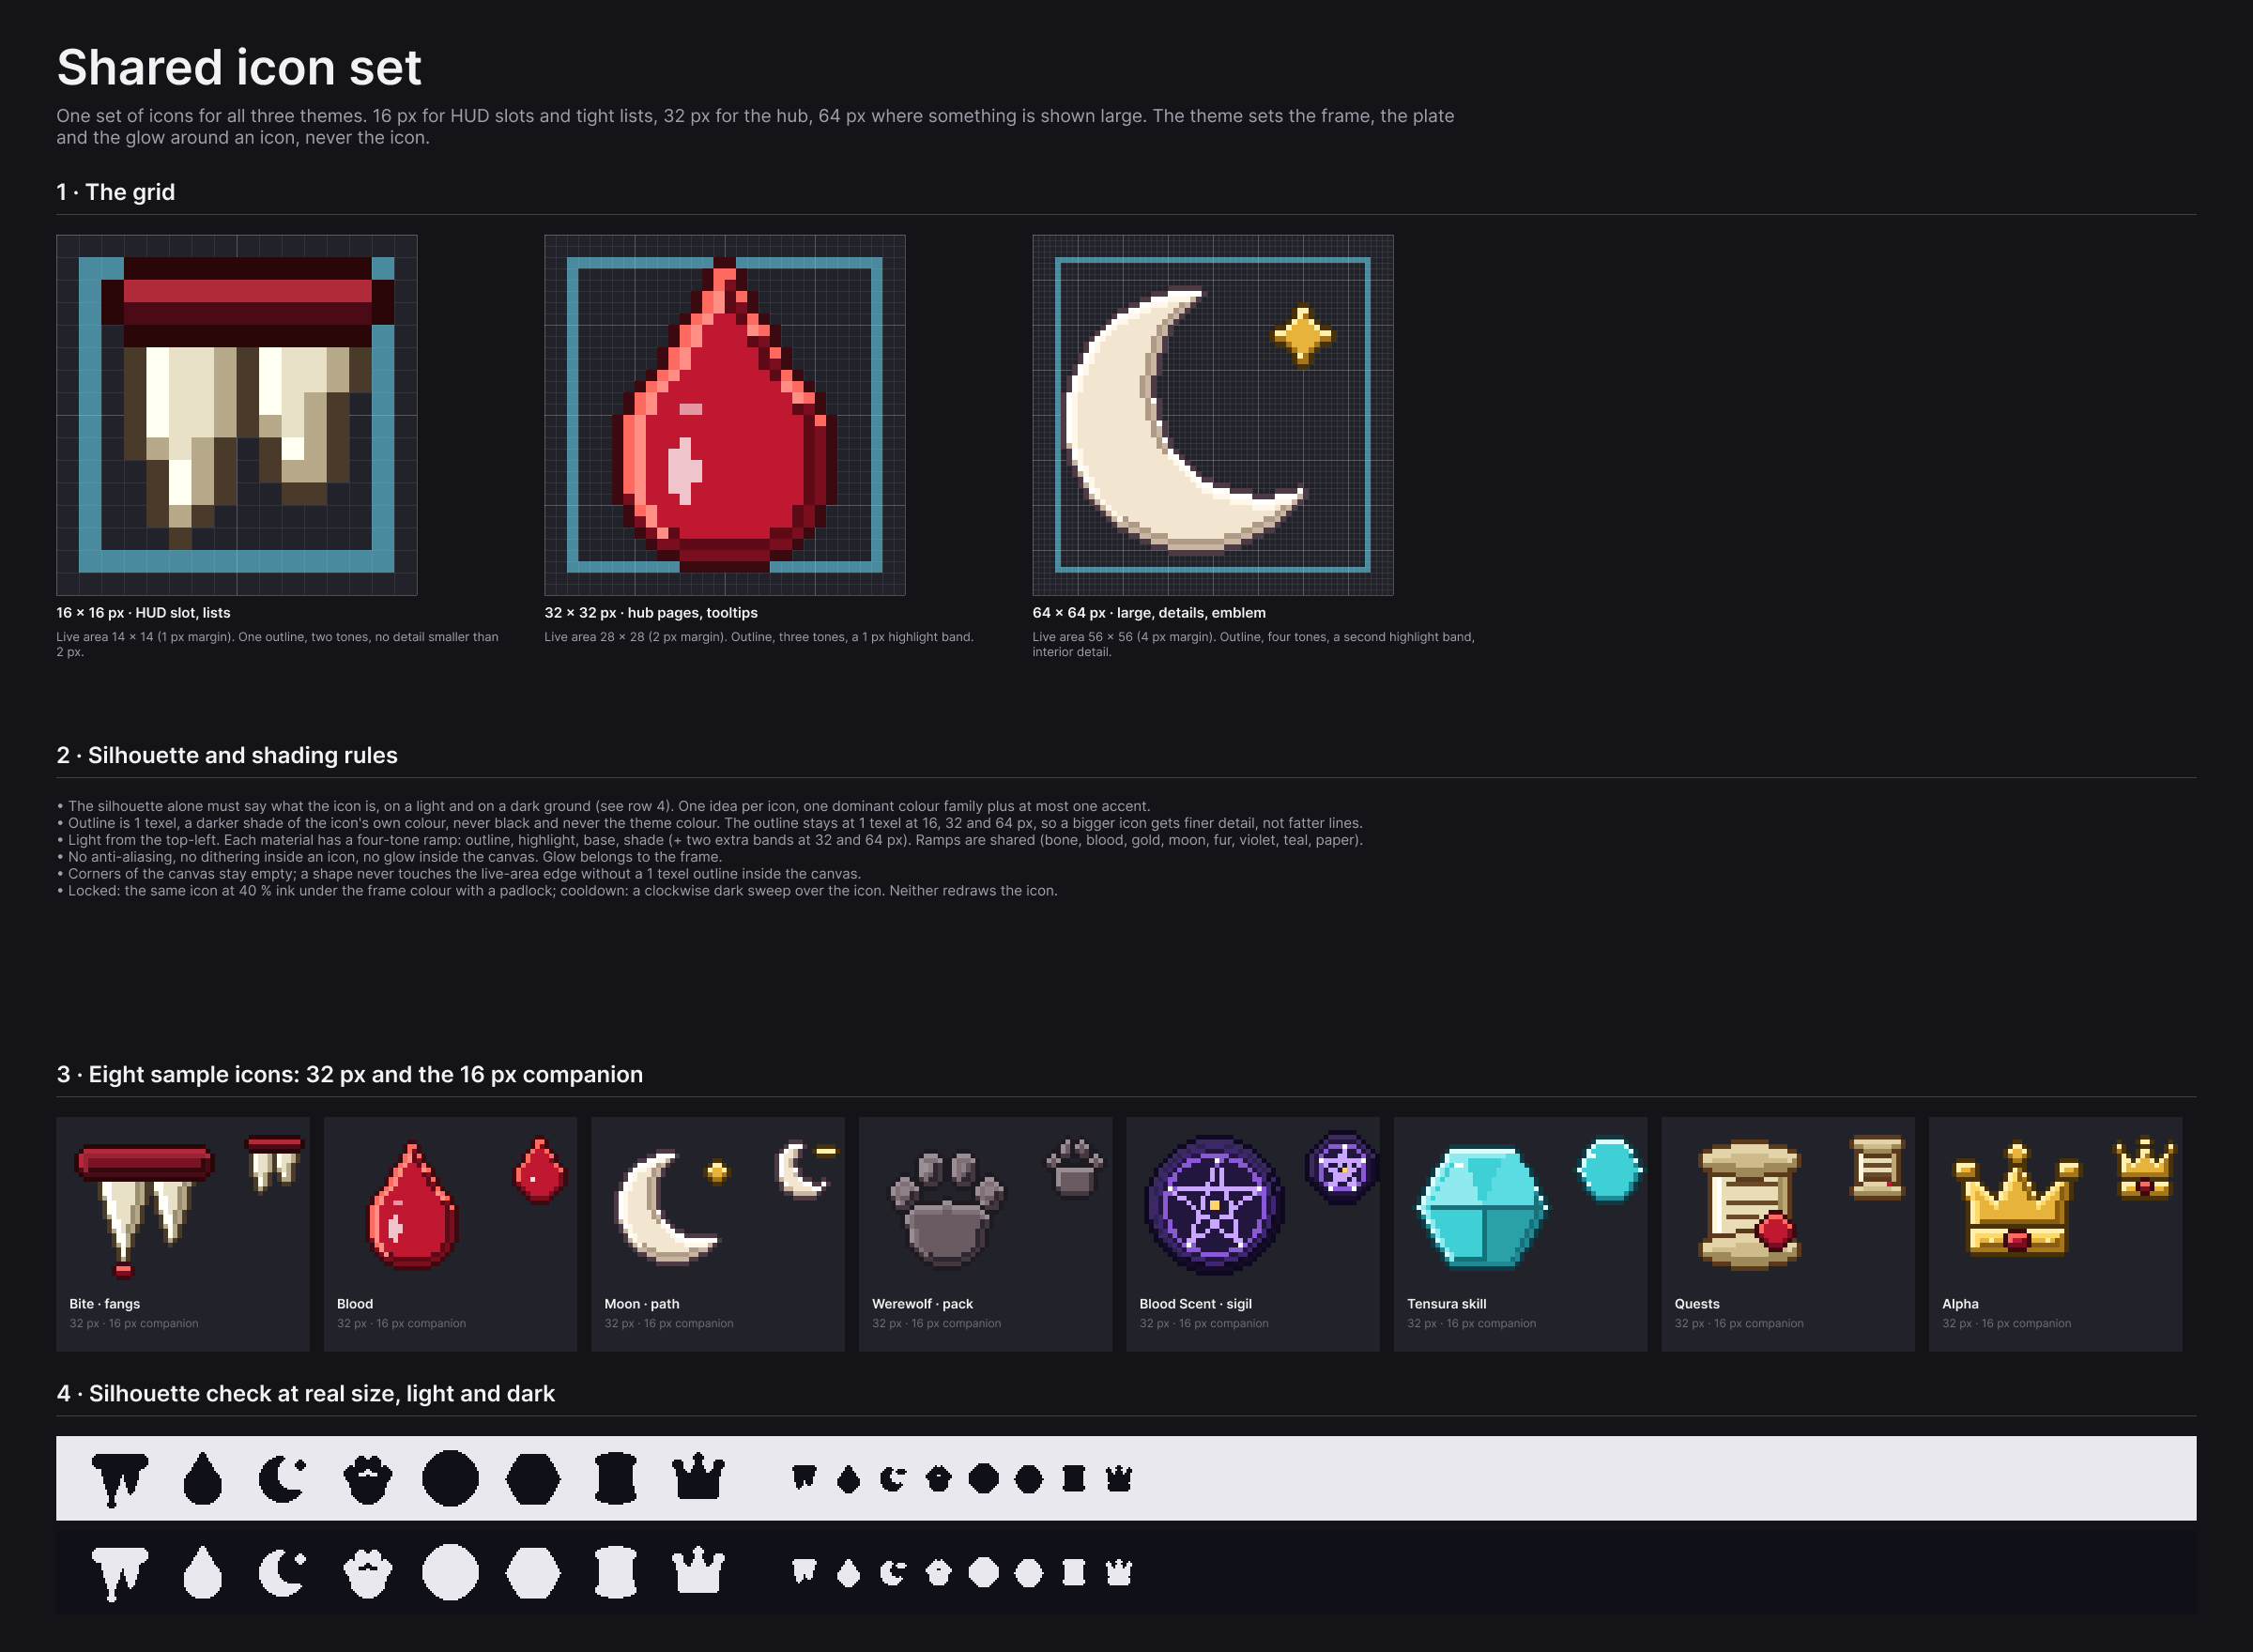 Shared icon set
One set of icons for all three themes. 16 px for HUD slots and tight lists, 32 px for the hub, 64 px where something is shown large. The theme sets the frame, the plate
and the glow around an icon, never the icon.
1 · The grid
16 × 16 px · HUD slot, lists
Live area 14 × 14 (1 px margin). One outline, two tones, no detail smaller than
2 px.
32 × 32 px · hub pages, tooltips
Live area 28 × 28 (2 px margin). Outline, three tones, a 1 px highlight band.
64 × 64 px · large, details, emblem
Live area 56 × 56 (4 px margin). Outline, four tones, a second highlight band,
interior detail.
2 · Silhouette and shading rules
• The silhouette alone must say what the icon is, on a light and on a dark ground (see row 4). One idea per icon, one dominant colour family plus at most one accent.
• Outline is 1 texel, a darker shade of the icon's own colour, never black and never the theme colour. The outline stays at 1 texel at 16, 32 and 64 px, so a bigger icon gets finer detail, not fatter lines.
• Light from the top-left. Each material has a four-tone ramp: outline, highlight, base, shade (+ two extra bands at 32 and 64 px). Ramps are shared (bone, blood, gold, moon, fur, violet, teal, paper).
• No anti-aliasing, no dithering inside an icon, no glow inside the canvas. Glow belongs to the frame.
• Corners of the canvas stay empty; a shape never touches the live-area edge without a 1 texel outline inside the canvas.
• Locked: the same icon at 40 % ink under the frame colour with a padlock; cooldown: a clockwise dark sweep over the icon. Neither redraws the icon.
3 · Eight sample icons: 32 px and the 16 px companion
Bite · fangs
32 px · 16 px companion
Blood
32 px · 16 px companion
Moon · path
32 px · 16 px companion
Werewolf · pack
32 px · 16 px companion
Blood Scent · sigil
32 px · 16 px companion
Tensura skill
32 px · 16 px companion
Quests
32 px · 16 px companion
Alpha
32 px · 16 px companion
4 · Silhouette check at real size, light and dark